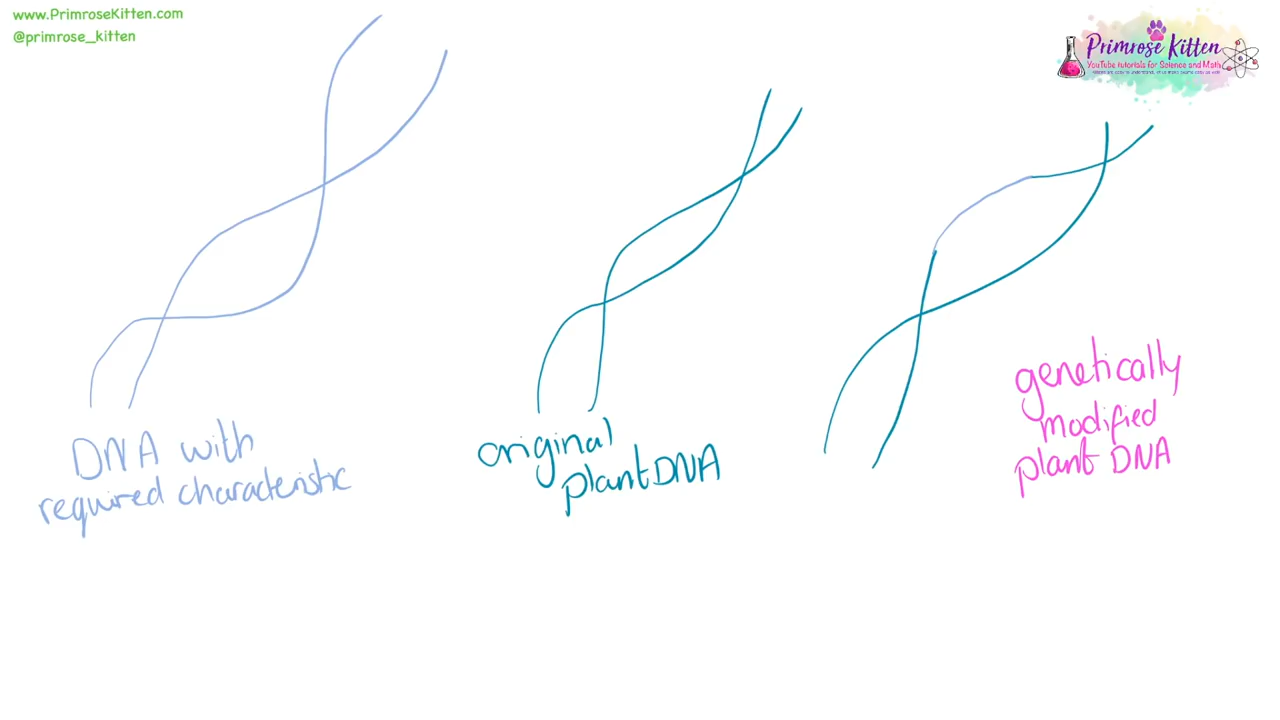 www.PrimroseKitten.com
@primrose_kitten
Primrose Kitten
YouTube tutorials for Science and Math
DNA with
required characteristic
original
plant DNA
genetically
modified
plant DNA